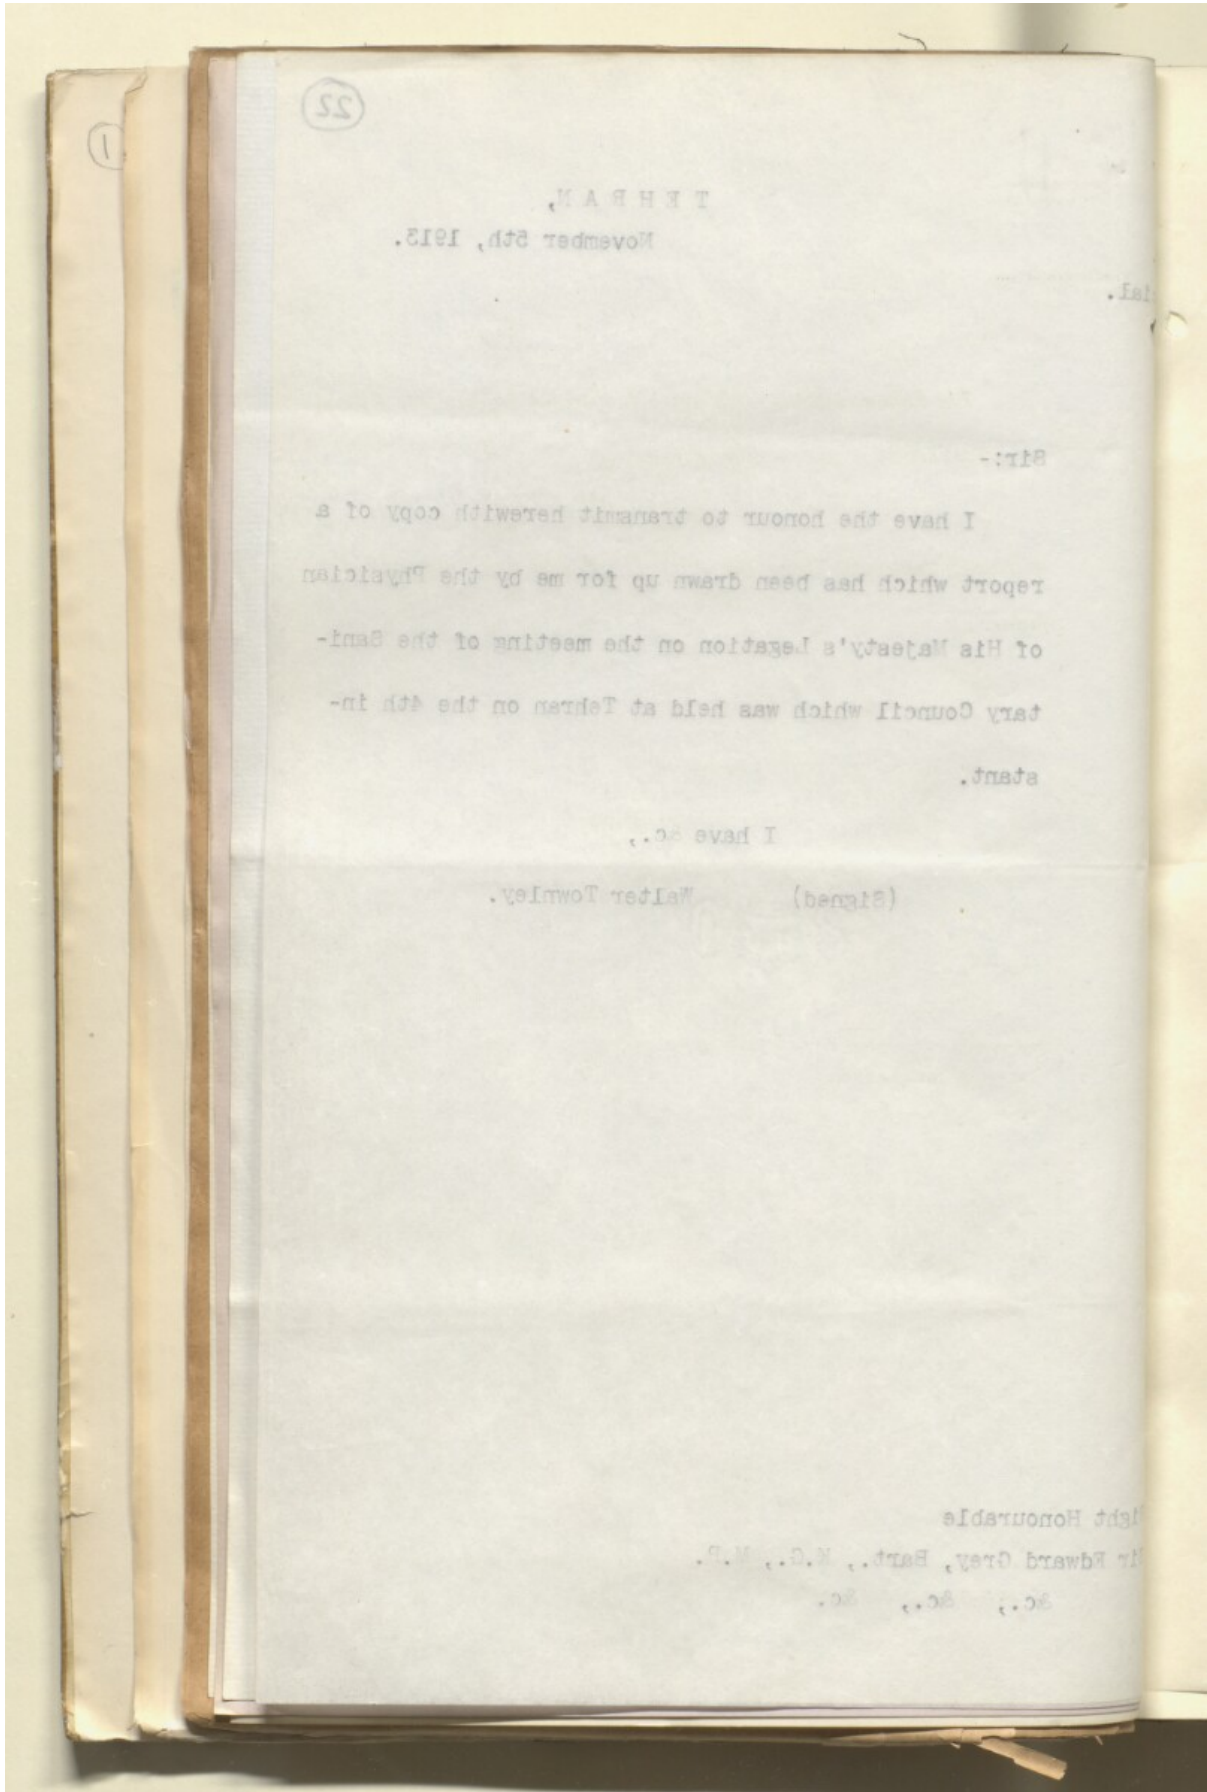 22
1
TEHRAN,
November 5th, 1913.
ial.
Sir:-
I have the honour to transmit herewith copy of a
report which has been drawn up for me by the Physician
of His Majesty's Legation on the meeting of the Sani-
tary Council which was held at Tehran on the 4th in-
stant.
I have &c.,
(Signed) Walter Townley.
ight Honourable
ir Edward Grey, Bart., K.G., M.P.
&c., &c., &c.